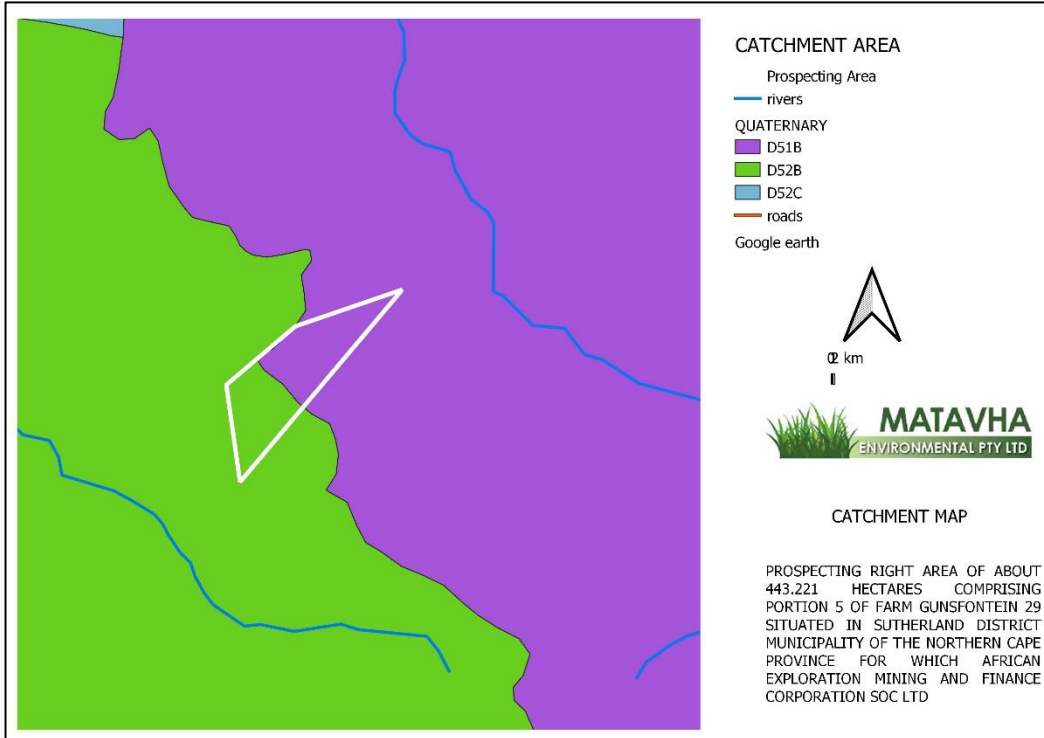 CATCHMENT AREA
Prospecting Area
rivers
QUATERNARY
D51B
D52B
D52C
roads
Google earth
km
MATAVHA
ENVIRONMENTAL PTY LTD
CATCHMENT MAP
PROSPECTING RIGHT AREA OF ABOUT
443.221 HECTARES COMPRISING
PORTION 5 OF FARM GUNSFONTEIN 29
SITUATED IN SUTHERLAND DISTRICT
MUNICIPALITY OF THE NORTHERN CAPE
PROVINCE FOR WHICH AFRICAN
EXPLORATION MINING AND FINANCE
CORPORATION SOC LTD